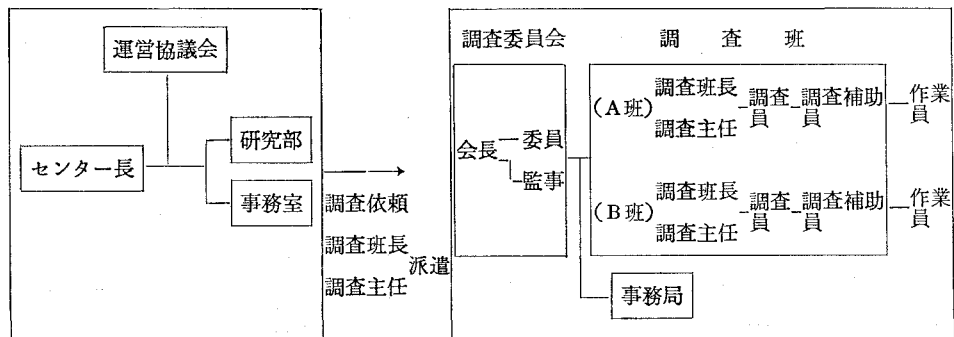 運営協議会
研究部
センター長
事務室
調査依頼
調査班長
調査主任
派遣
調査委員会
調査班
会長
委員
監事
(A班)
調査班長
調査主任
調査員
調査補助員
作業員
(B班)
調査班長
調査主任
調査員
調査補助員
作業員
事務局